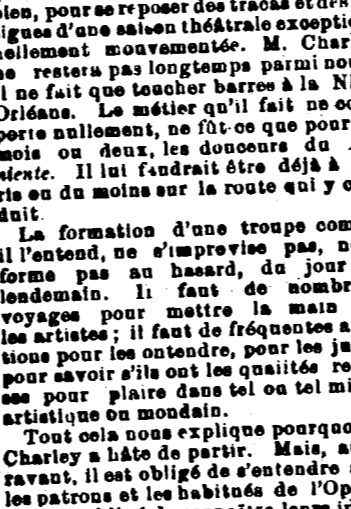 bien, pour se reposer des tracas et des
igues d'une saison théâtrale exceptio
nellement mouvementée. M. Char
ne restera pas longtemps parmi nou
il ne fait que toucher barres à la N
Orléans. Le métier qu'il fait ne co
porte nullement, ne fût-ce que pour
mois ou deux, les douceurs du
niente. Il lui faudrait être déjà à
ris ou du moins sur la route qui y c
duit.
La formation d'une troupe com
il l'entend, ne s'improvise pas, n
forme pas au hasard, du jour
lendemain. Il faut de nomb
voyages pour mettre la main
les artistes; il faut de fréquentes a
tions pour les entendre, pour les ju
pour savoir s'ils ont les qualités re
ses pour plaire dans tel ou tel mi
artistique ou mondain.
Tout cela nous explique pourquo
Charley a hâte de partir. Mais, a
ravant, il est obligé de s'entendre
les patrons et les habitués de l'Op